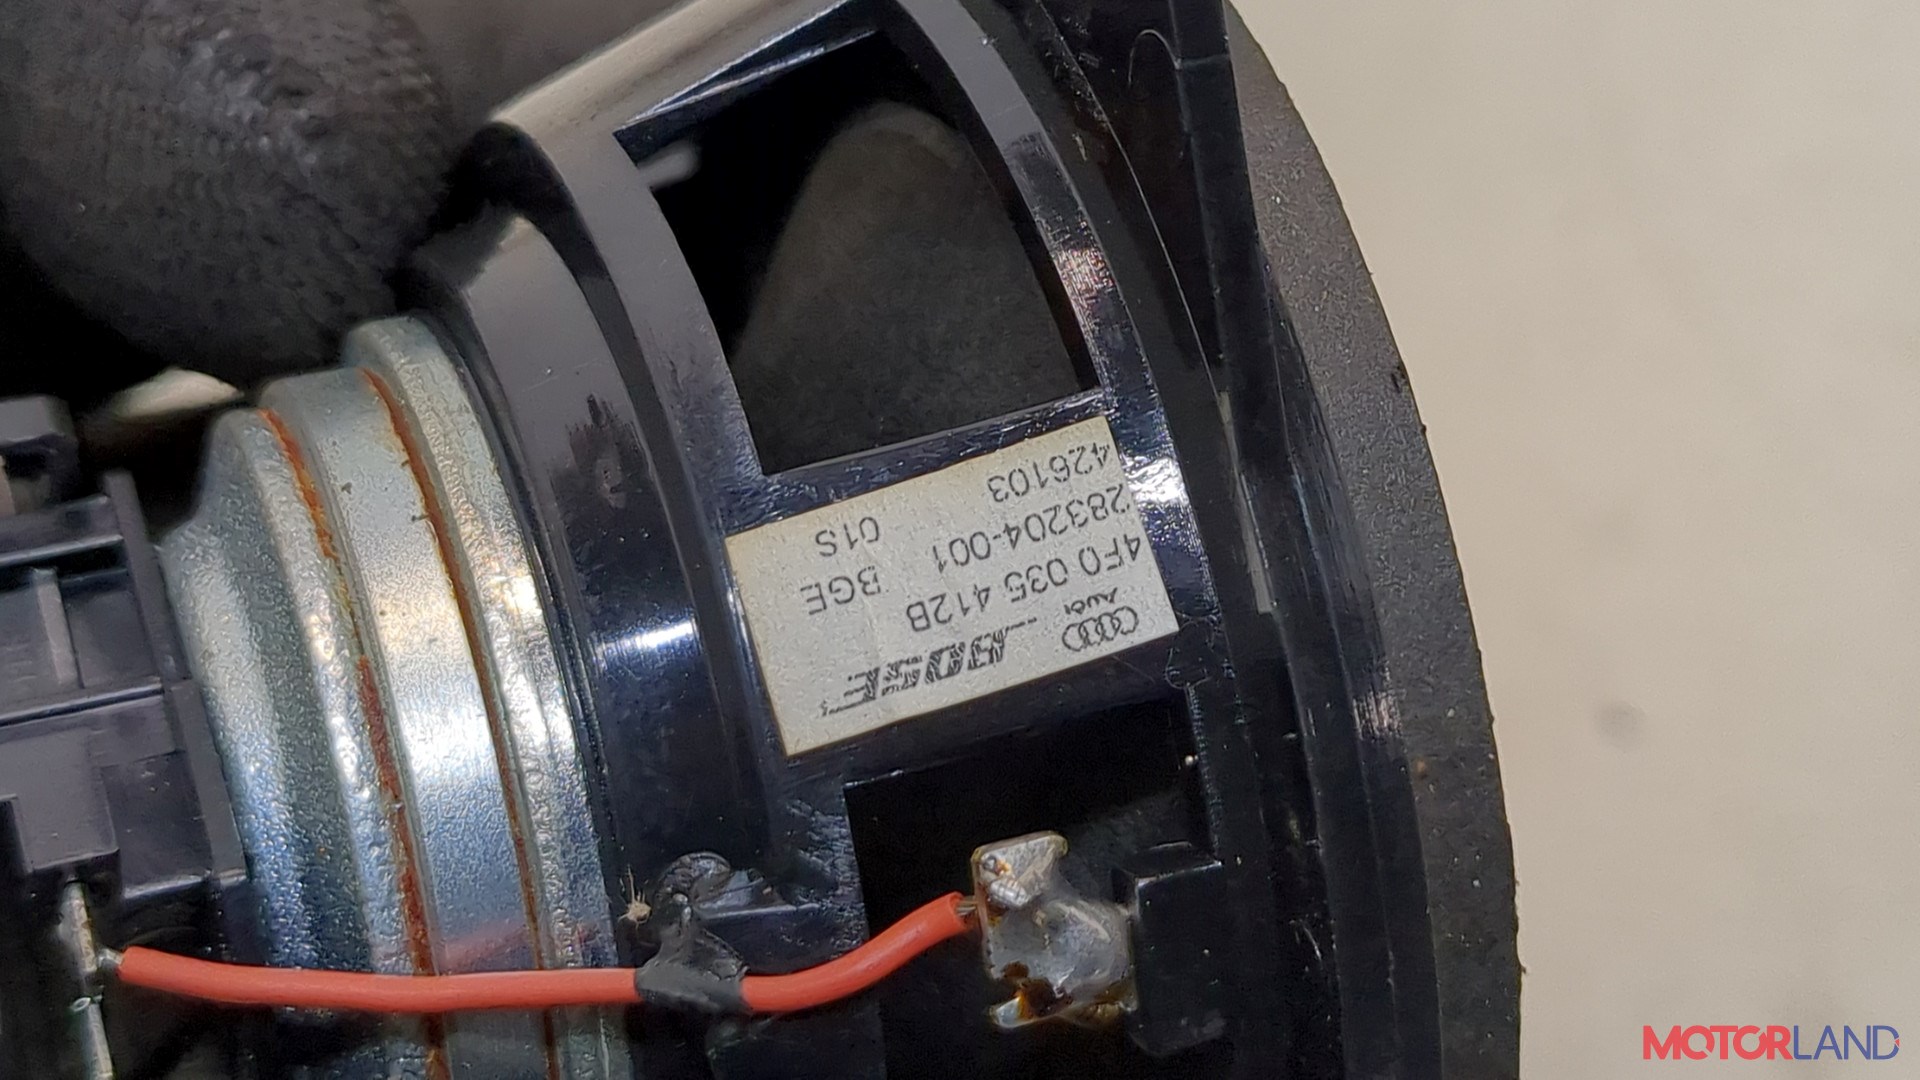 Audi BOSE
4F0 035 412B BGE
283204-001 01S
426103
MOTORLAND